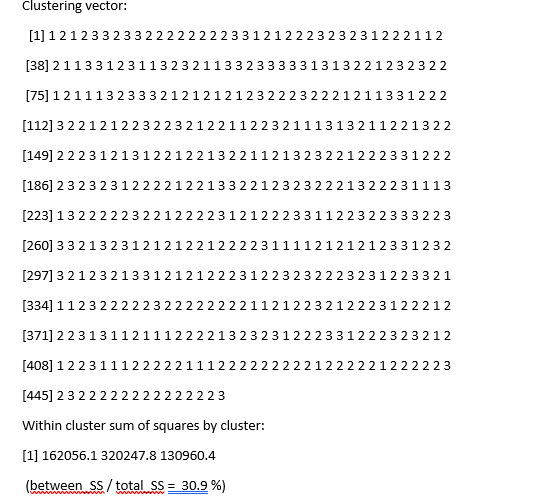 Clustering vector:
[1] 1 2 1 2 3 3 2 3 3 2 2 2 2 2 2 2 2 3 3 1 2 1 2 2 2 3 2 3 2 3 1 2 2 2 1 1 2
[38] 2 1 1 3 3 1 2 3 1 1 3 2 3 2 1 1 3 3 2 3 3 3 3 3 1 3 1 3 2 2 1 2 3 2 3 2 2
[75] 1 2 1 1 1 3 2 3 3 3 2 1 2 1 2 1 2 1 2 3 2 2 2 3 2 2 2 1 2 1 1 3 3 1 2 2 2
[112] 3 2 2 1 2 1 2 2 3 2 2 3 2 1 2 2 1 1 2 2 3 2 1 1 1 3 1 3 2 1 1 2 2 1 3 2 2
[149] 2 2 2 3 1 2 1 3 1 2 2 1 2 2 1 3 2 2 1 1 2 1 3 2 3 2 2 1 2 2 2 3 3 1 2 2 2
[186] 2 3 2 3 2 3 1 2 2 2 2 1 2 2 1 3 3 2 2 1 2 3 2 3 2 2 2 1 3 2 2 2 3 1 1 1 3
[223] 1 3 2 2 2 2 2 3 2 2 1 2 2 2 2 3 1 2 1 2 2 2 3 3 1 1 2 2 3 2 2 3 3 3 2 2 3
[260] 3 3 2 1 3 2 3 1 2 1 2 1 2 2 1 2 2 2 2 3 1 1 1 1 2 1 2 1 2 1 2 3 3 1 2 3 2
[297] 3 2 1 2 3 2 1 3 3 1 2 1 2 1 2 2 2 3 1 2 2 3 2 3 2 2 2 3 2 3 1 2 2 3 3 2 1
[334] 1 1 2 3 2 2 2 2 2 3 2 2 2 2 2 2 2 2 1 1 2 1 2 2 3 2 1 2 2 2 3 1 2 2 2 1 2
[371] 2 2 3 1 3 1 1 2 1 1 1 2 2 2 2 1 3 2 3 2 3 1 2 2 2 3 3 1 2 2 2 3 2 3 2 1 2
[408] 1 2 2 3 1 1 1 2 2 2 2 2 1 1 1 2 2 2 2 2 2 2 2 2 1 2 2 2 2 2 1 2 2 2 2 2 3
[445] 2 3 2 2 2 2 2 2 2 2 2 2 2 2 2 3
Within cluster sum of squares by cluster:
[1] 162056.1 320247.8 130960.4
(between_SS / total_SS = 30.9 %)